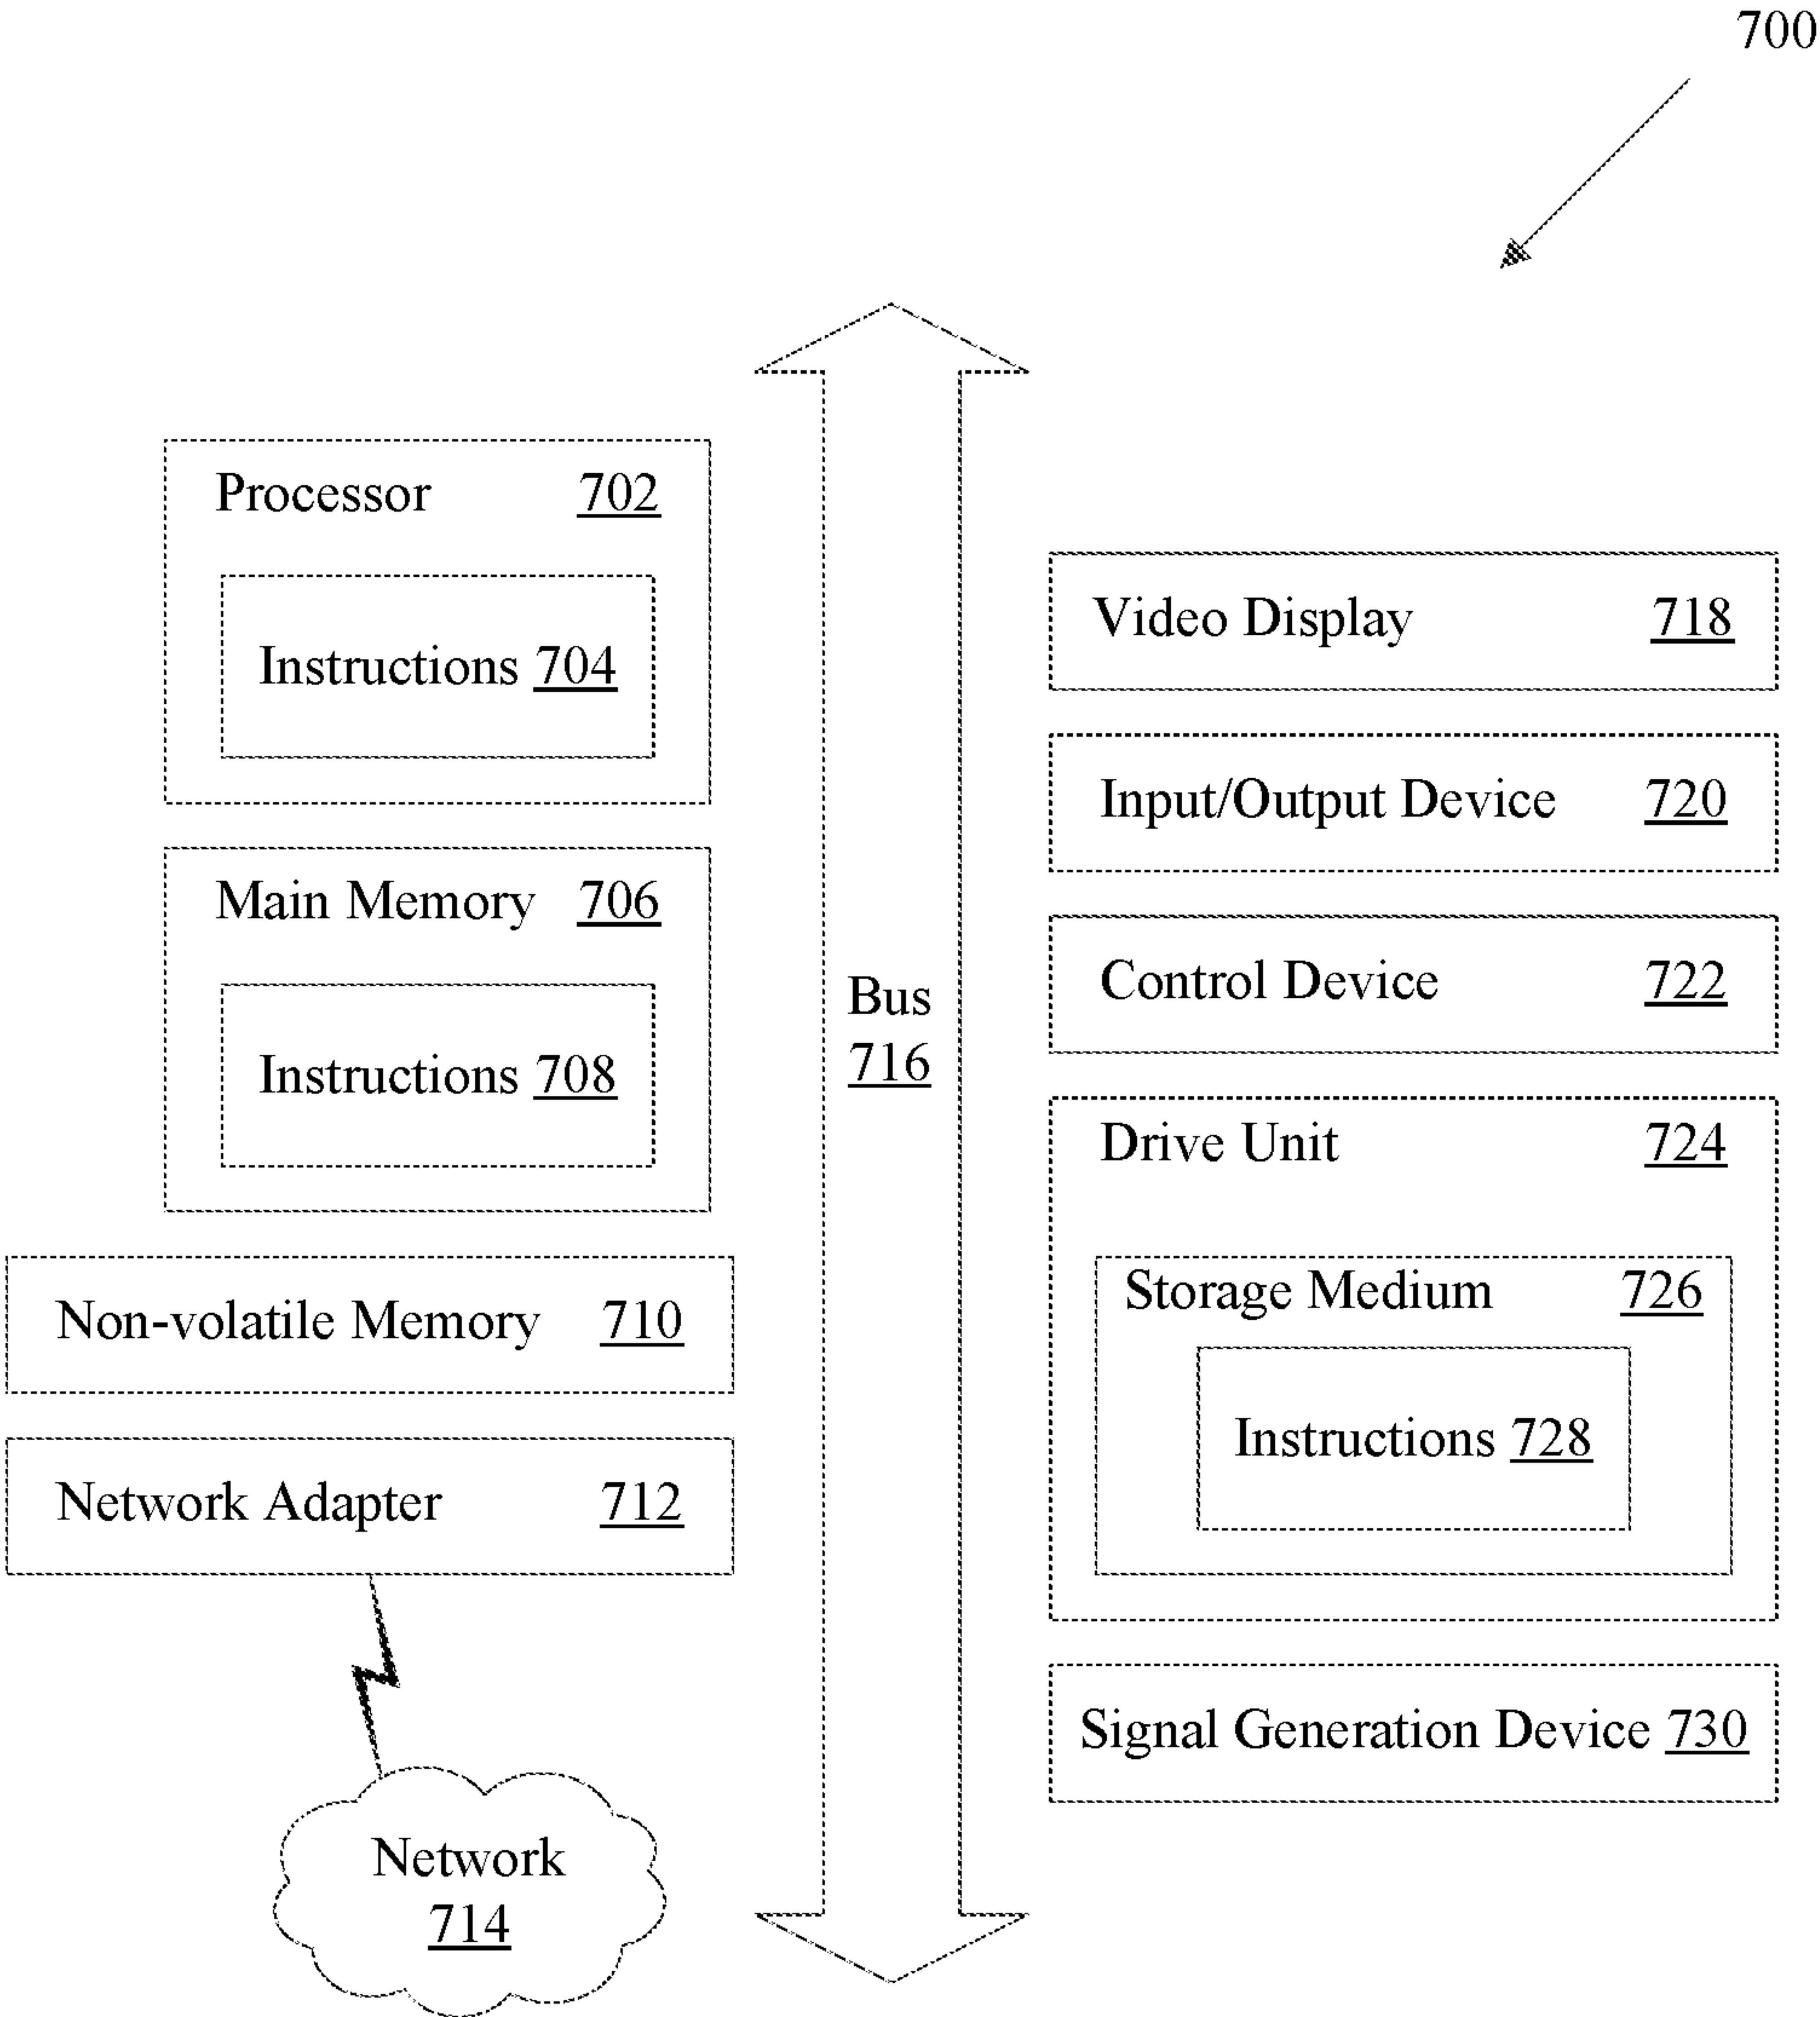 700
Processor 702
Instructions 704
Main Memory 706
Instructions 708
Non-volatile Memory 710
Network Adapter 712
Network
714
Bus
716
Video Display 718
Input/Output Device 720
Control Device 722
Drive Unit 724
Storage Medium 726
Instructions 728
Signal Generation Device 730